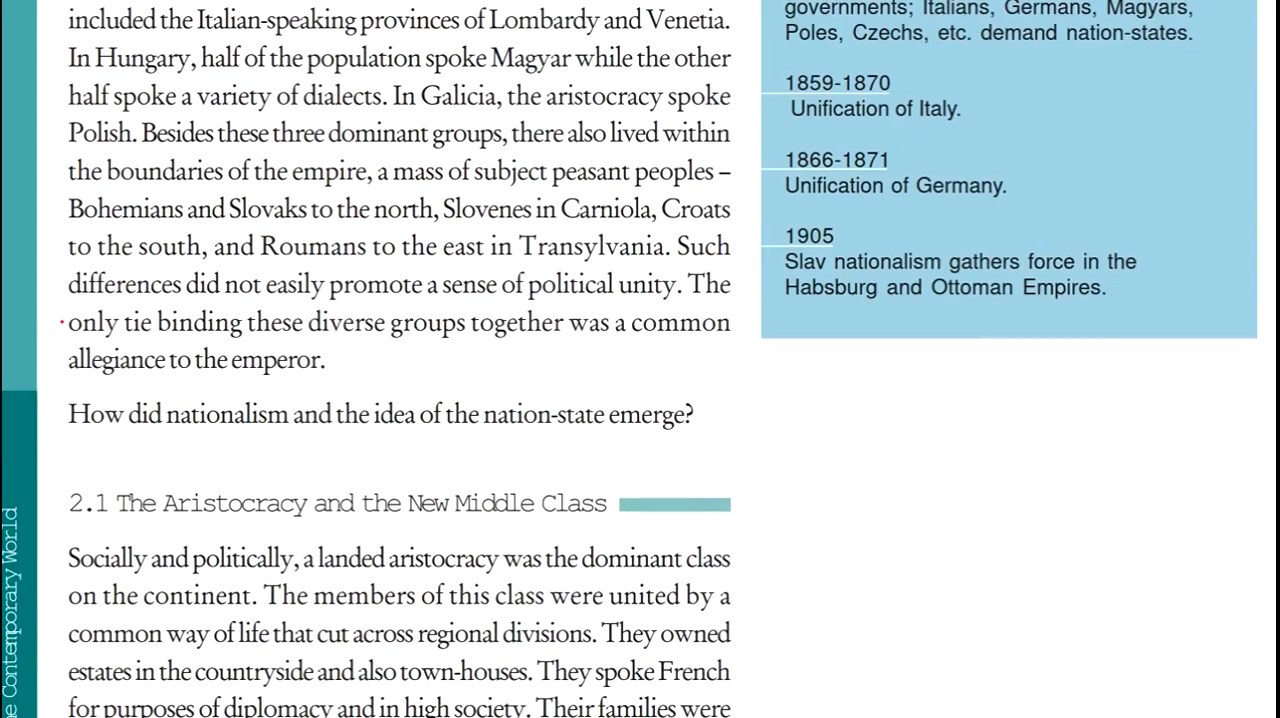 included the Italian-speaking provinces of Lombardy and Venetia.
In Hungary, half of the population spoke Magyar while the other
half spoke a variety of dialects. In Galicia, the aristocracy spoke
Polish. Besides these three dominant groups, there also lived within
the boundaries of the empire, a mass of subject peasant peoples –
Bohemians and Slovaks to the north, Slovenes in Carniola, Croats
to the south, and Roumans to the east in Transylvania. Such
differences did not easily promote a sense of political unity. The
only tie binding these diverse groups together was a common
allegiance to the emperor.
How did nationalism and the idea of the nation-state emerge?
2.1 The Aristocracy and the New Middle Class
Socially and politically, a landed aristocracy was the dominant class
on the continent. The members of this class were united by a
common way of life that cut across regional divisions. They owned
estates in the countryside and also town-houses. They spoke French
for purposes of diplomacy and in high society. Their families were
governments; Italians, Germans, Magyars,
Poles, Czechs, etc. demand nation-states.
1859-1870
Unification of Italy.
1866-1871
Unification of Germany.
1905
Slav nationalism gathers force in the
Habsburg and Ottoman Empires.
Contemporary World